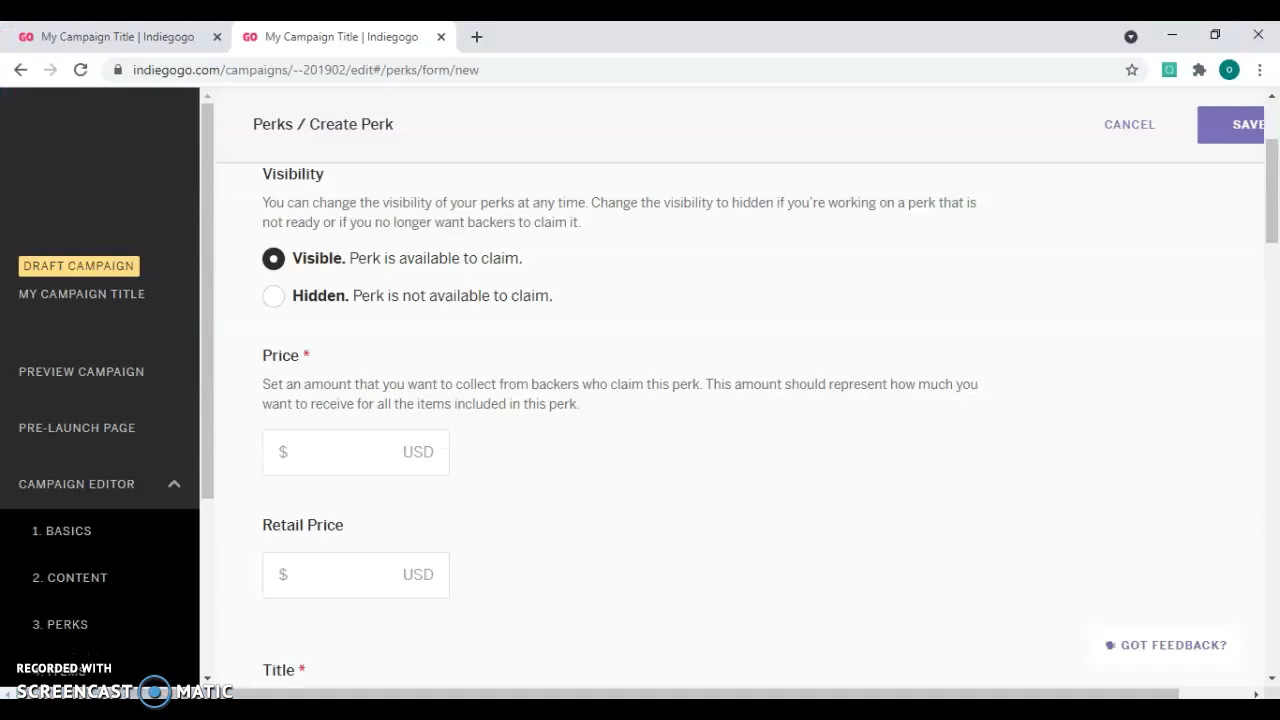 GO My Campaign Title | Indiegogo
GO My Campaign Title | Indiegogo
indiegogo.com/campaigns/--201902/edit#/perks/form/new
O
Perks / Create Perk
CANCEL
SAVE
Visibility
You can change the visibility of your perks at any time. Change the visibility to hidden if you're working on a perk that is
not ready or if you no longer want backers to claim it.
Visible. Perk is available to claim.
Hidden. Perk is not available to claim.
Price *
Set an amount that you want to collect from backers who claim this perk. This amount should represent how much you
want to receive for all the items included in this perk.
$ USD
Retail Price
$ USD
Title *
GOT FEEDBACK?
DRAFT CAMPAIGN
MY CAMPAIGN TITLE
PREVIEW CAMPAIGN
PRE-LAUNCH PAGE
CAMPAIGN EDITOR
1. BASICS
2. CONTENT
3. PERKS
4. ITEMS
RECORDED WITH
SCREENCAST MATIC